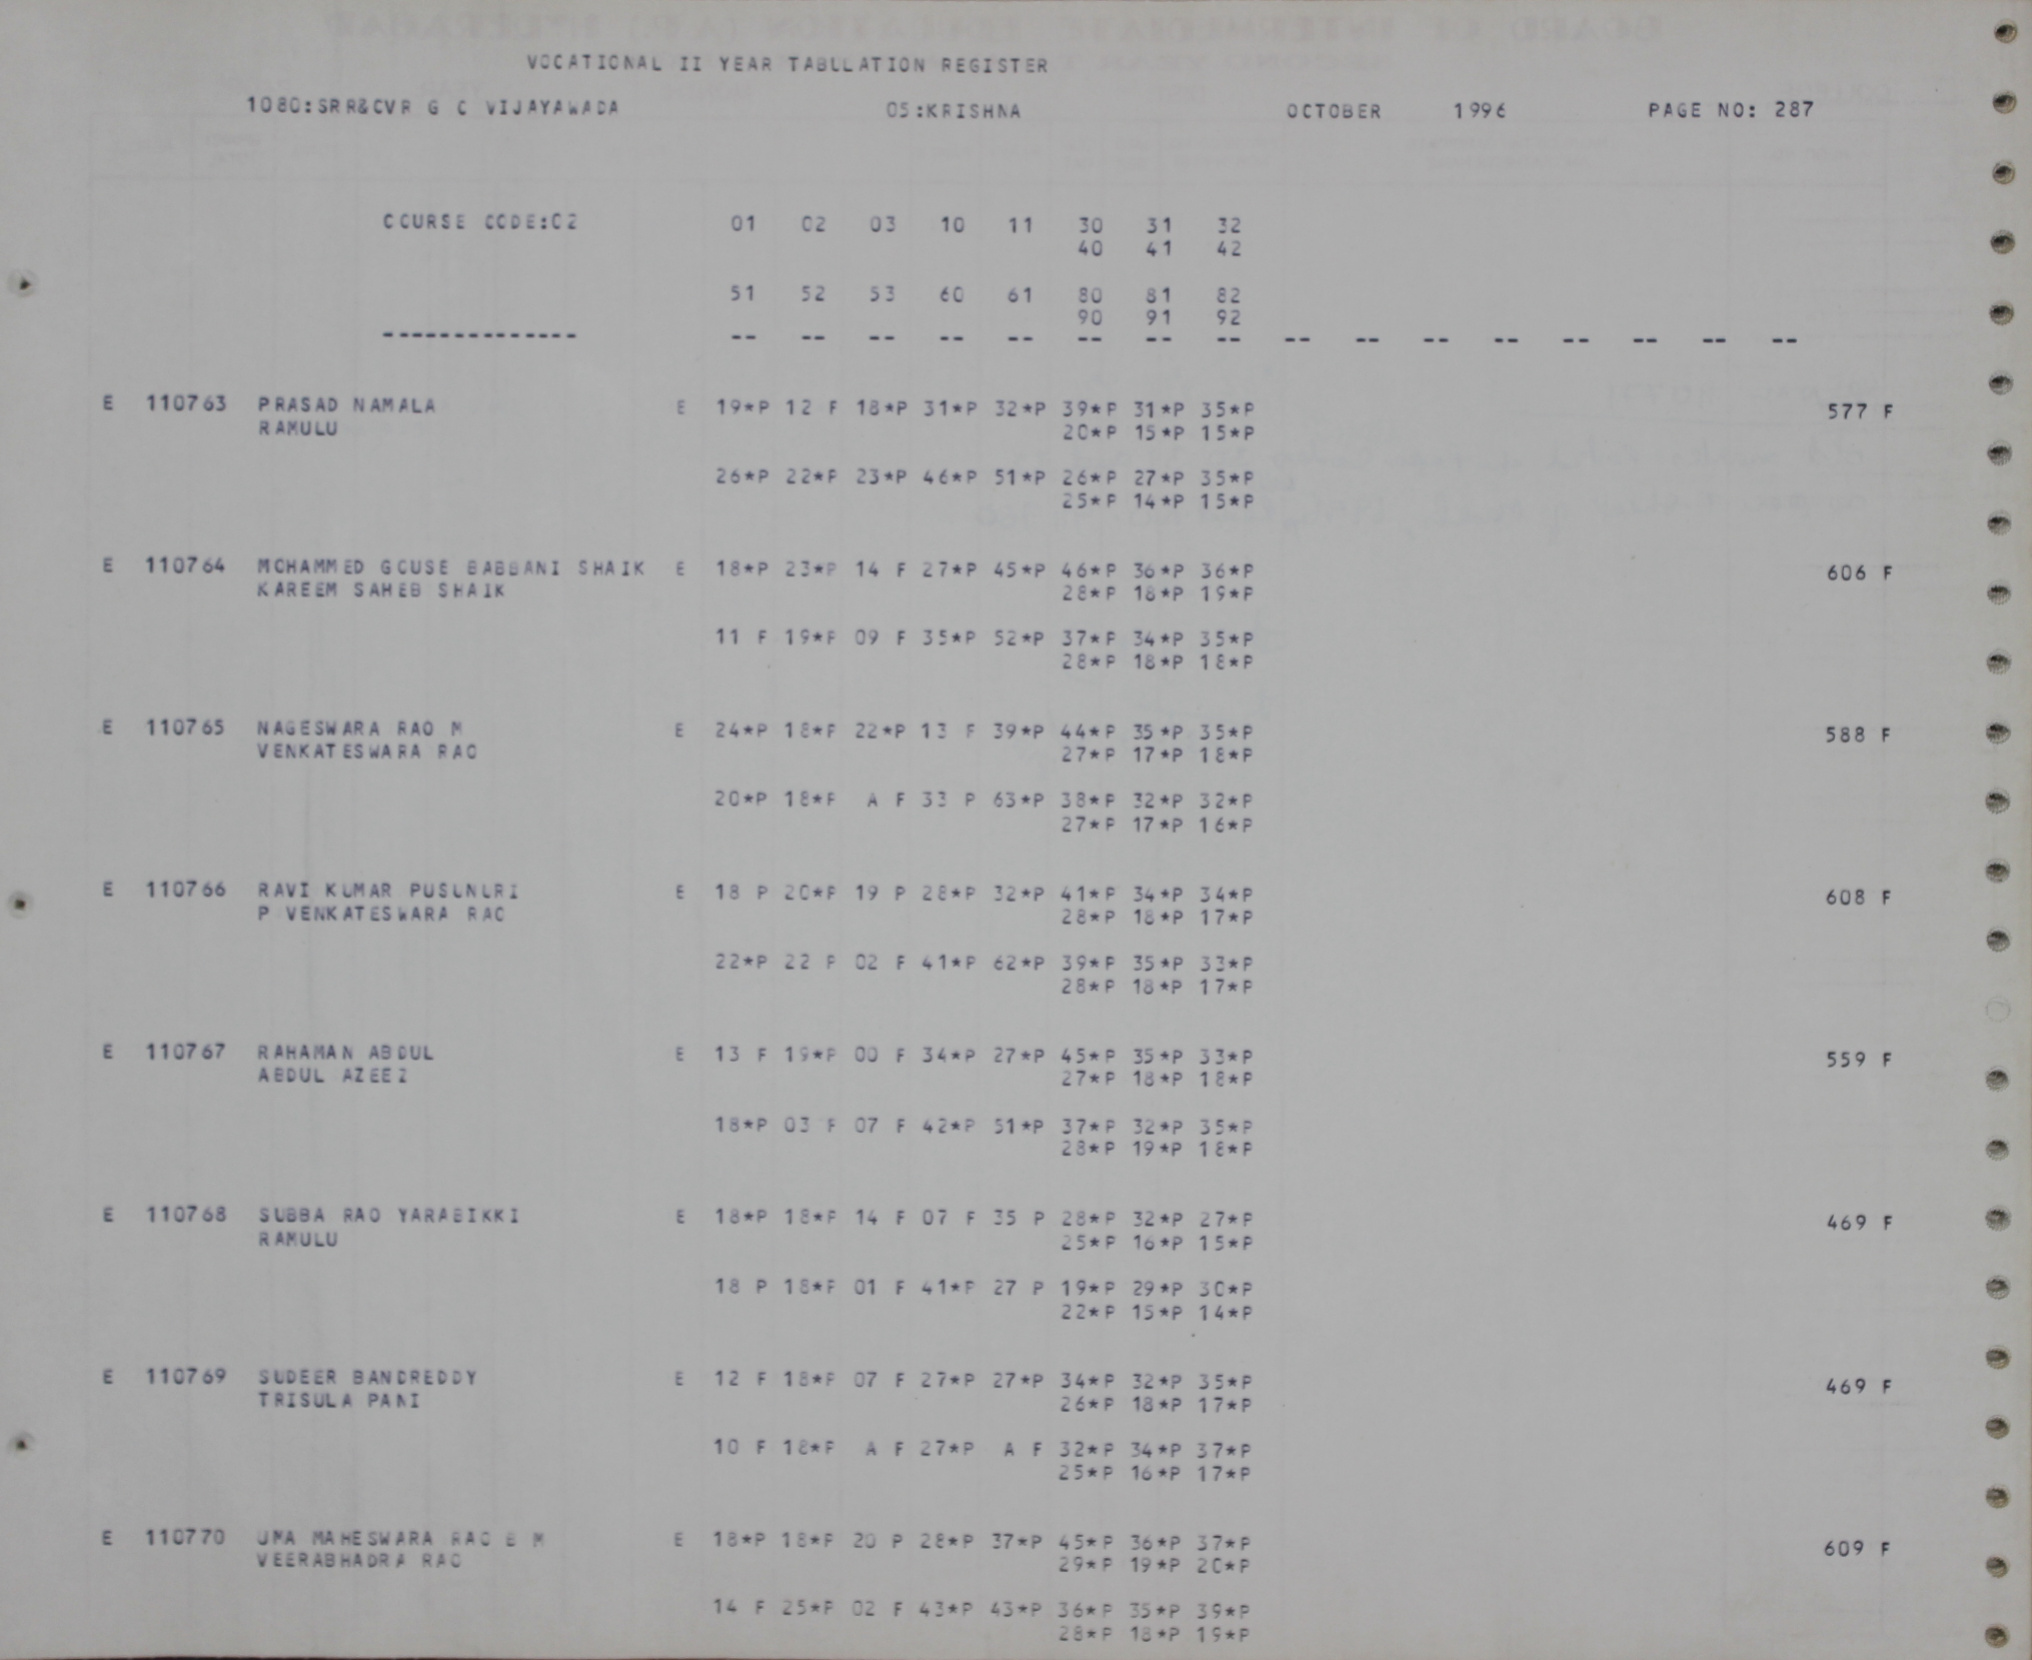 VOCATIONAL II YEAR TABULATION REGISTER
1080:SRR&CVR G C VIJAYAWADA 05:KRISHNA OCTOBER 1996 PAGE NO: 287
COURSE CODE:02 01 02 03 10 11 30 31 32
40 41 42
51 52 53 60 61 80 81 82
90 91 92
-------------- -- -- -- -- -- -- -- -- -- -- -- -- -- -- -- --
E 110763 PRASAD NAMALA E 19*P 12 F 18*P 31*P 32*P 39*P 31*P 35*P 577 F
RAMULU 20*P 15*P 15*P
26*P 22*P 23*P 46*P 51*P 26*P 27*P 35*P
25*P 14*P 15*P
E 110764 MOHAMMED GOUSE BABBANI SHAIK E 18*P 23*P 14 F 27*P 45*P 46*P 36*P 36*P 606 F
KAREEM SAHEB SHAIK 28*P 18*P 19*P
11 F 19*P 09 F 35*P 52*P 37*P 34*P 35*P
28*P 18*P 18*P
E 110765 NAGESWARA RAO M E 24*P 18*P 22*P 13 F 39*P 44*P 35*P 35*P 588 F
VENKATESWARA RAO 27*P 17*P 18*P
20*P 18*P A F 33 P 63*P 38*P 32*P 32*P
27*P 17*P 16*P
E 110766 RAVI KUMAR PUSUNURI E 18 P 20*P 19 P 28*P 32*P 41*P 34*P 34*P 608 F
P VENKATESWARA RAO 28*P 18*P 17*P
22*P 22 P 02 F 41*P 62*P 39*P 35*P 33*P
28*P 18*P 17*P
E 110767 RAHAMAN ABDUL E 13 F 19*P 00 F 34*P 27*P 45*P 35*P 33*P 559 F
ABDUL AZEEZ 27*P 18*P 18*P
18*P 03 F 07 F 42*P 51*P 37*P 32*P 35*P
28*P 19*P 18*P
E 110768 SUBBA RAO YARABIKKI E 18*P 18*P 14 F 07 F 35 P 28*P 32*P 27*P 469 F
RAMULU 25*P 16*P 15*P
18 P 18*P 01 F 41*P 27 P 19*P 29*P 30*P
22*P 15*P 14*P
E 110769 SUDEER BANDREDDY E 12 F 18*P 07 F 27*P 27*P 34*P 32*P 35*P 469 F
TRISULA PANI 26*P 18*P 17*P
10 F 18*P A F 27*P A F 32*P 34*P 37*P
25*P 16*P 17*P
E 110770 UMA MAHESWARA RAO B M E 18*P 18*P 20 P 28*P 37*P 45*P 36*P 37*P 609 F
VEERABHADRA RAO 29*P 19*P 20*P
14 F 25*P 02 F 43*P 43*P 36*P 35*P 39*P
28*P 18*P 19*P